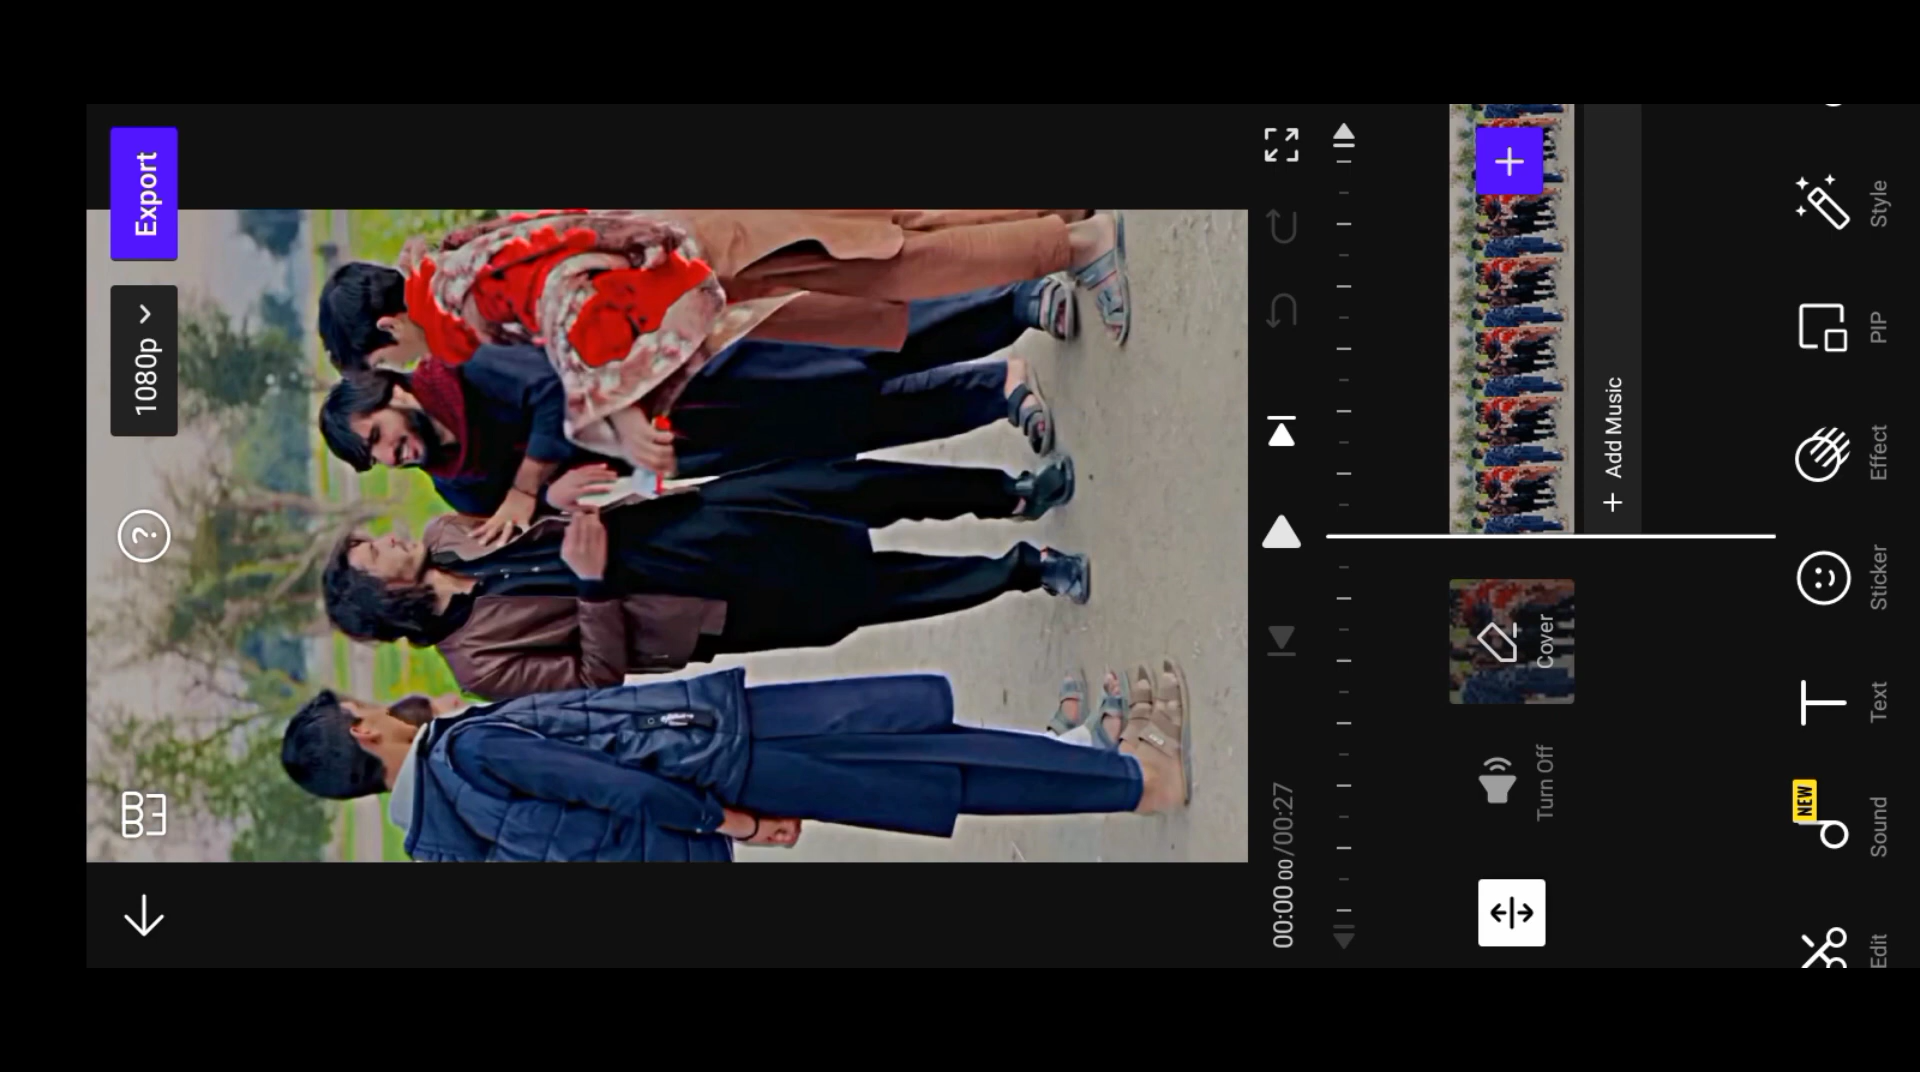 1080p
Export
00:00 00/00:27
Turn Off
Cover
+ Add Music
NEW
Edit
Sound
Text
Sticker
Effect
PIP
Style